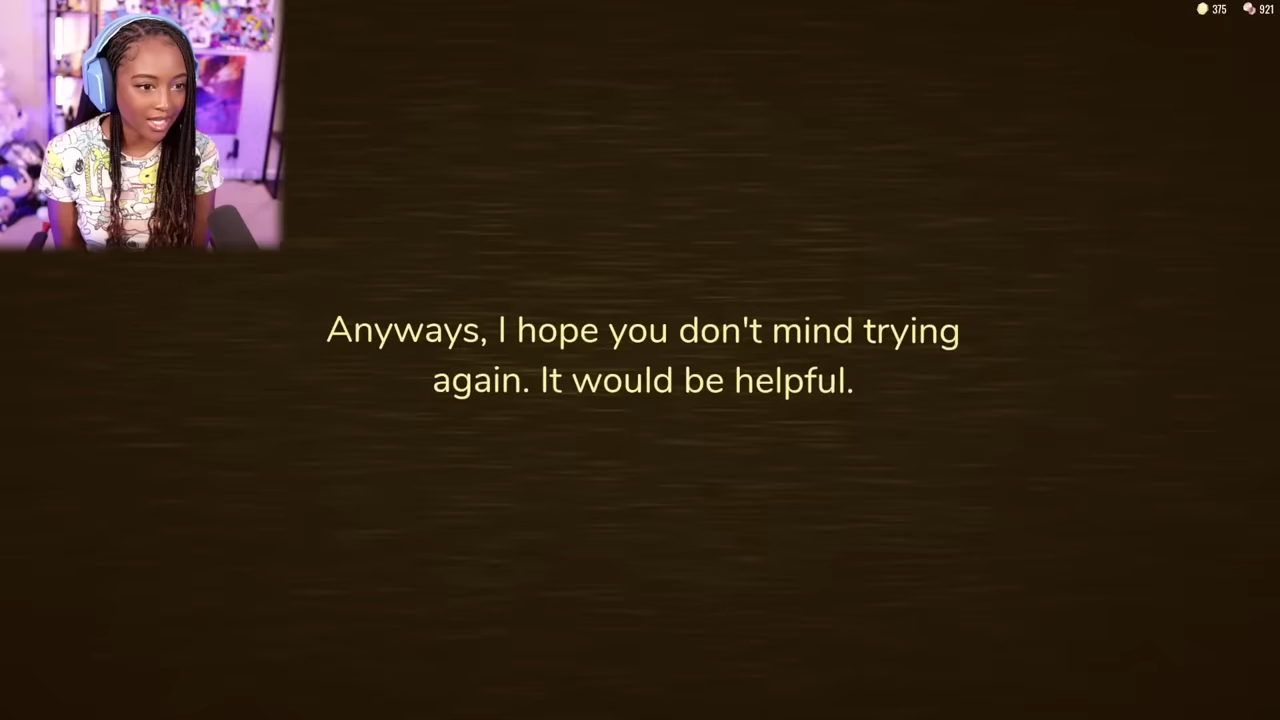 375 921
Anyways, I hope you don't mind trying
again. It would be helpful.